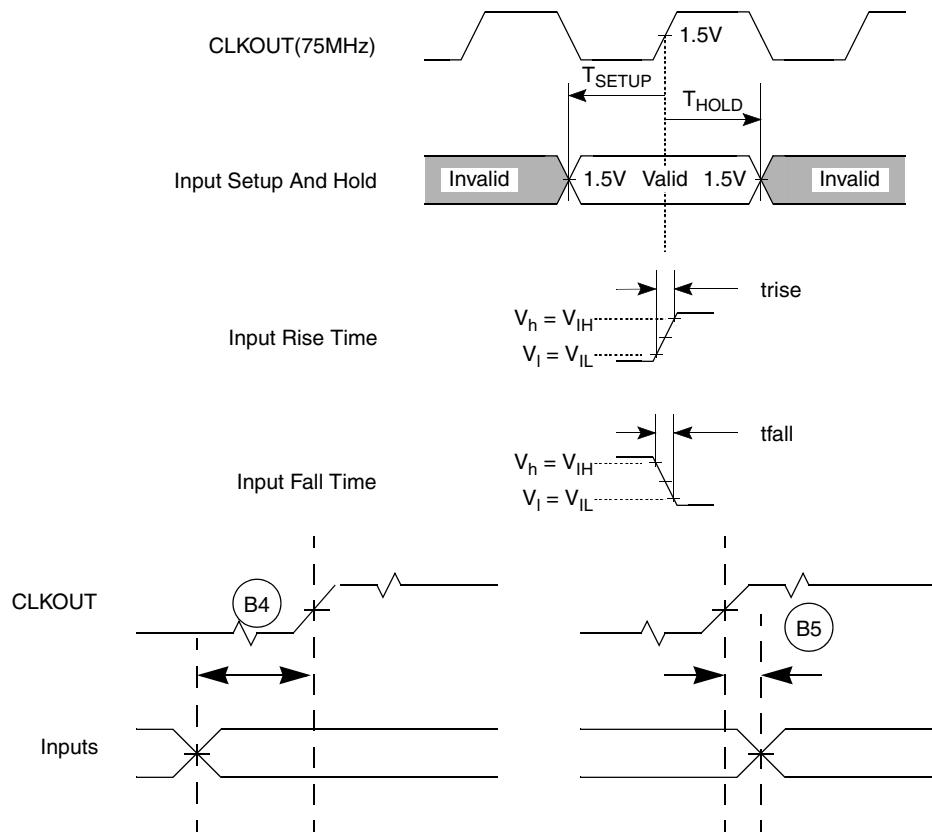 CLKOUT(75MHz)
1.5V
TSETUP
THOLD
Input Setup And Hold
Invalid
1.5V Valid 1.5V
Invalid
trise
Input Rise Time
Vh = VIH
Vl = VIL
tfall
Input Fall Time
Vh = VIH
Vl = VIL
CLKOUT
B4
B5
Inputs